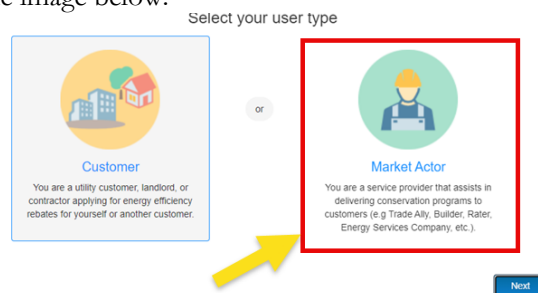 e image below.
Select your user type
or
Customer
You are a utility customer, landlord, or
contractor applying for energy efficiency
rebates for yourself or another customer.
Market Actor
You are a service provider that assists in
delivering conservation programs to
customers (e.g Trade Ally, Builder, Rater,
Energy Services Company, etc.).
Next